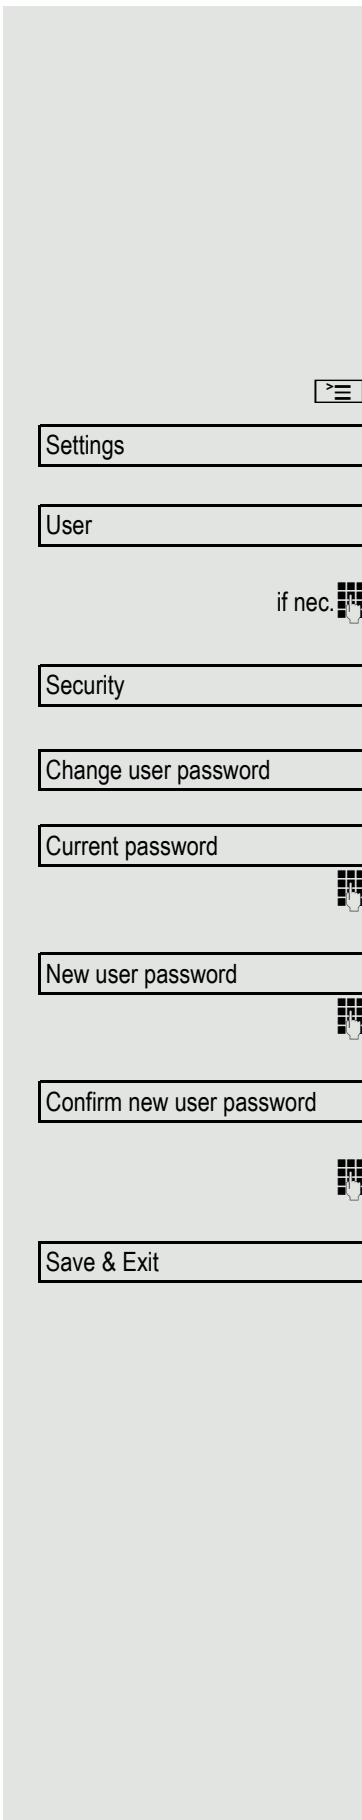 Settings
User
if nec.
Security
Change user password
Current password
New user password
Confirm new user password
Save & Exit